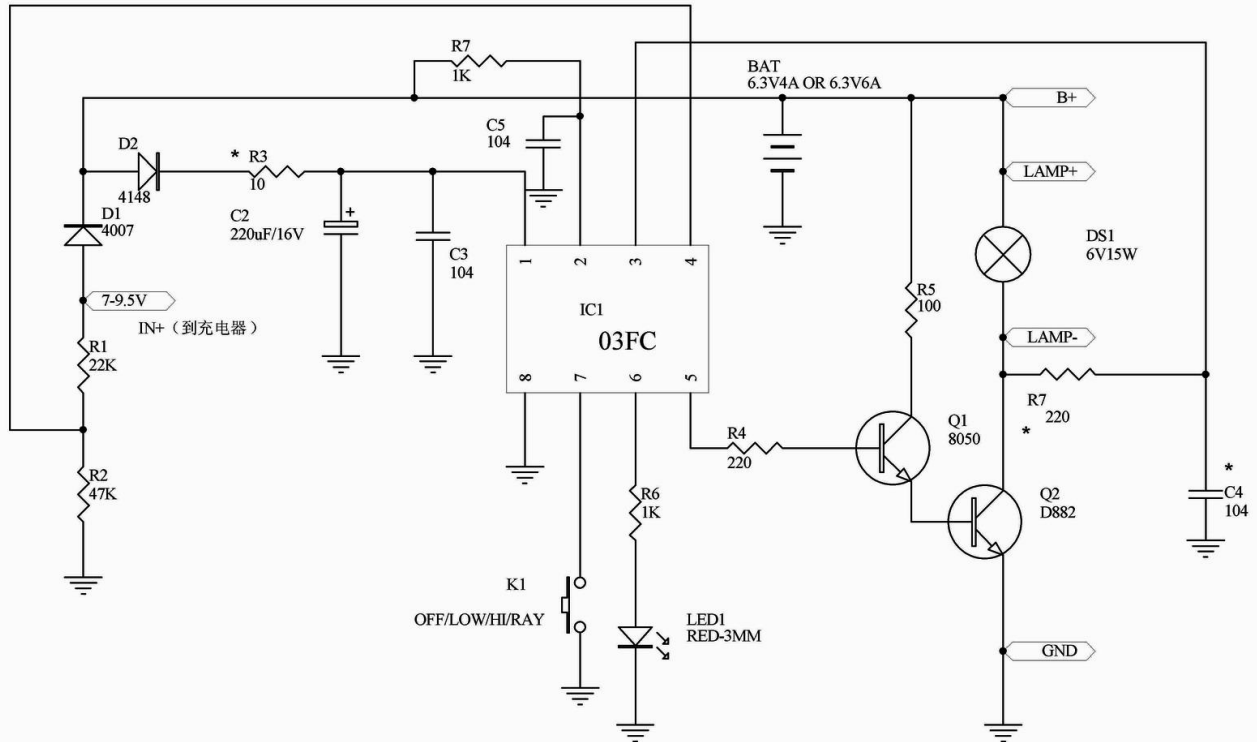 R7
1K
BAT
6.3V4A OR 6.3V6A
B+
C5
104
D2
4148
*
R3
10
LAMP+
D1
4007
C2
220uF/16V
+
C3
104
1
2
3
4
DS1
6V15W
7-9.5V
IN+（到充电器）
IC1
03FC
R5
100
R1
22K
LAMP-
8
7
6
5
R7
220
*
R4
220
Q1
8050
R2
47K
R6
1K
Q2
D882
*
C4
104
K1
OFF/LOW/HI/RAY
LED1
RED-3MM
GND